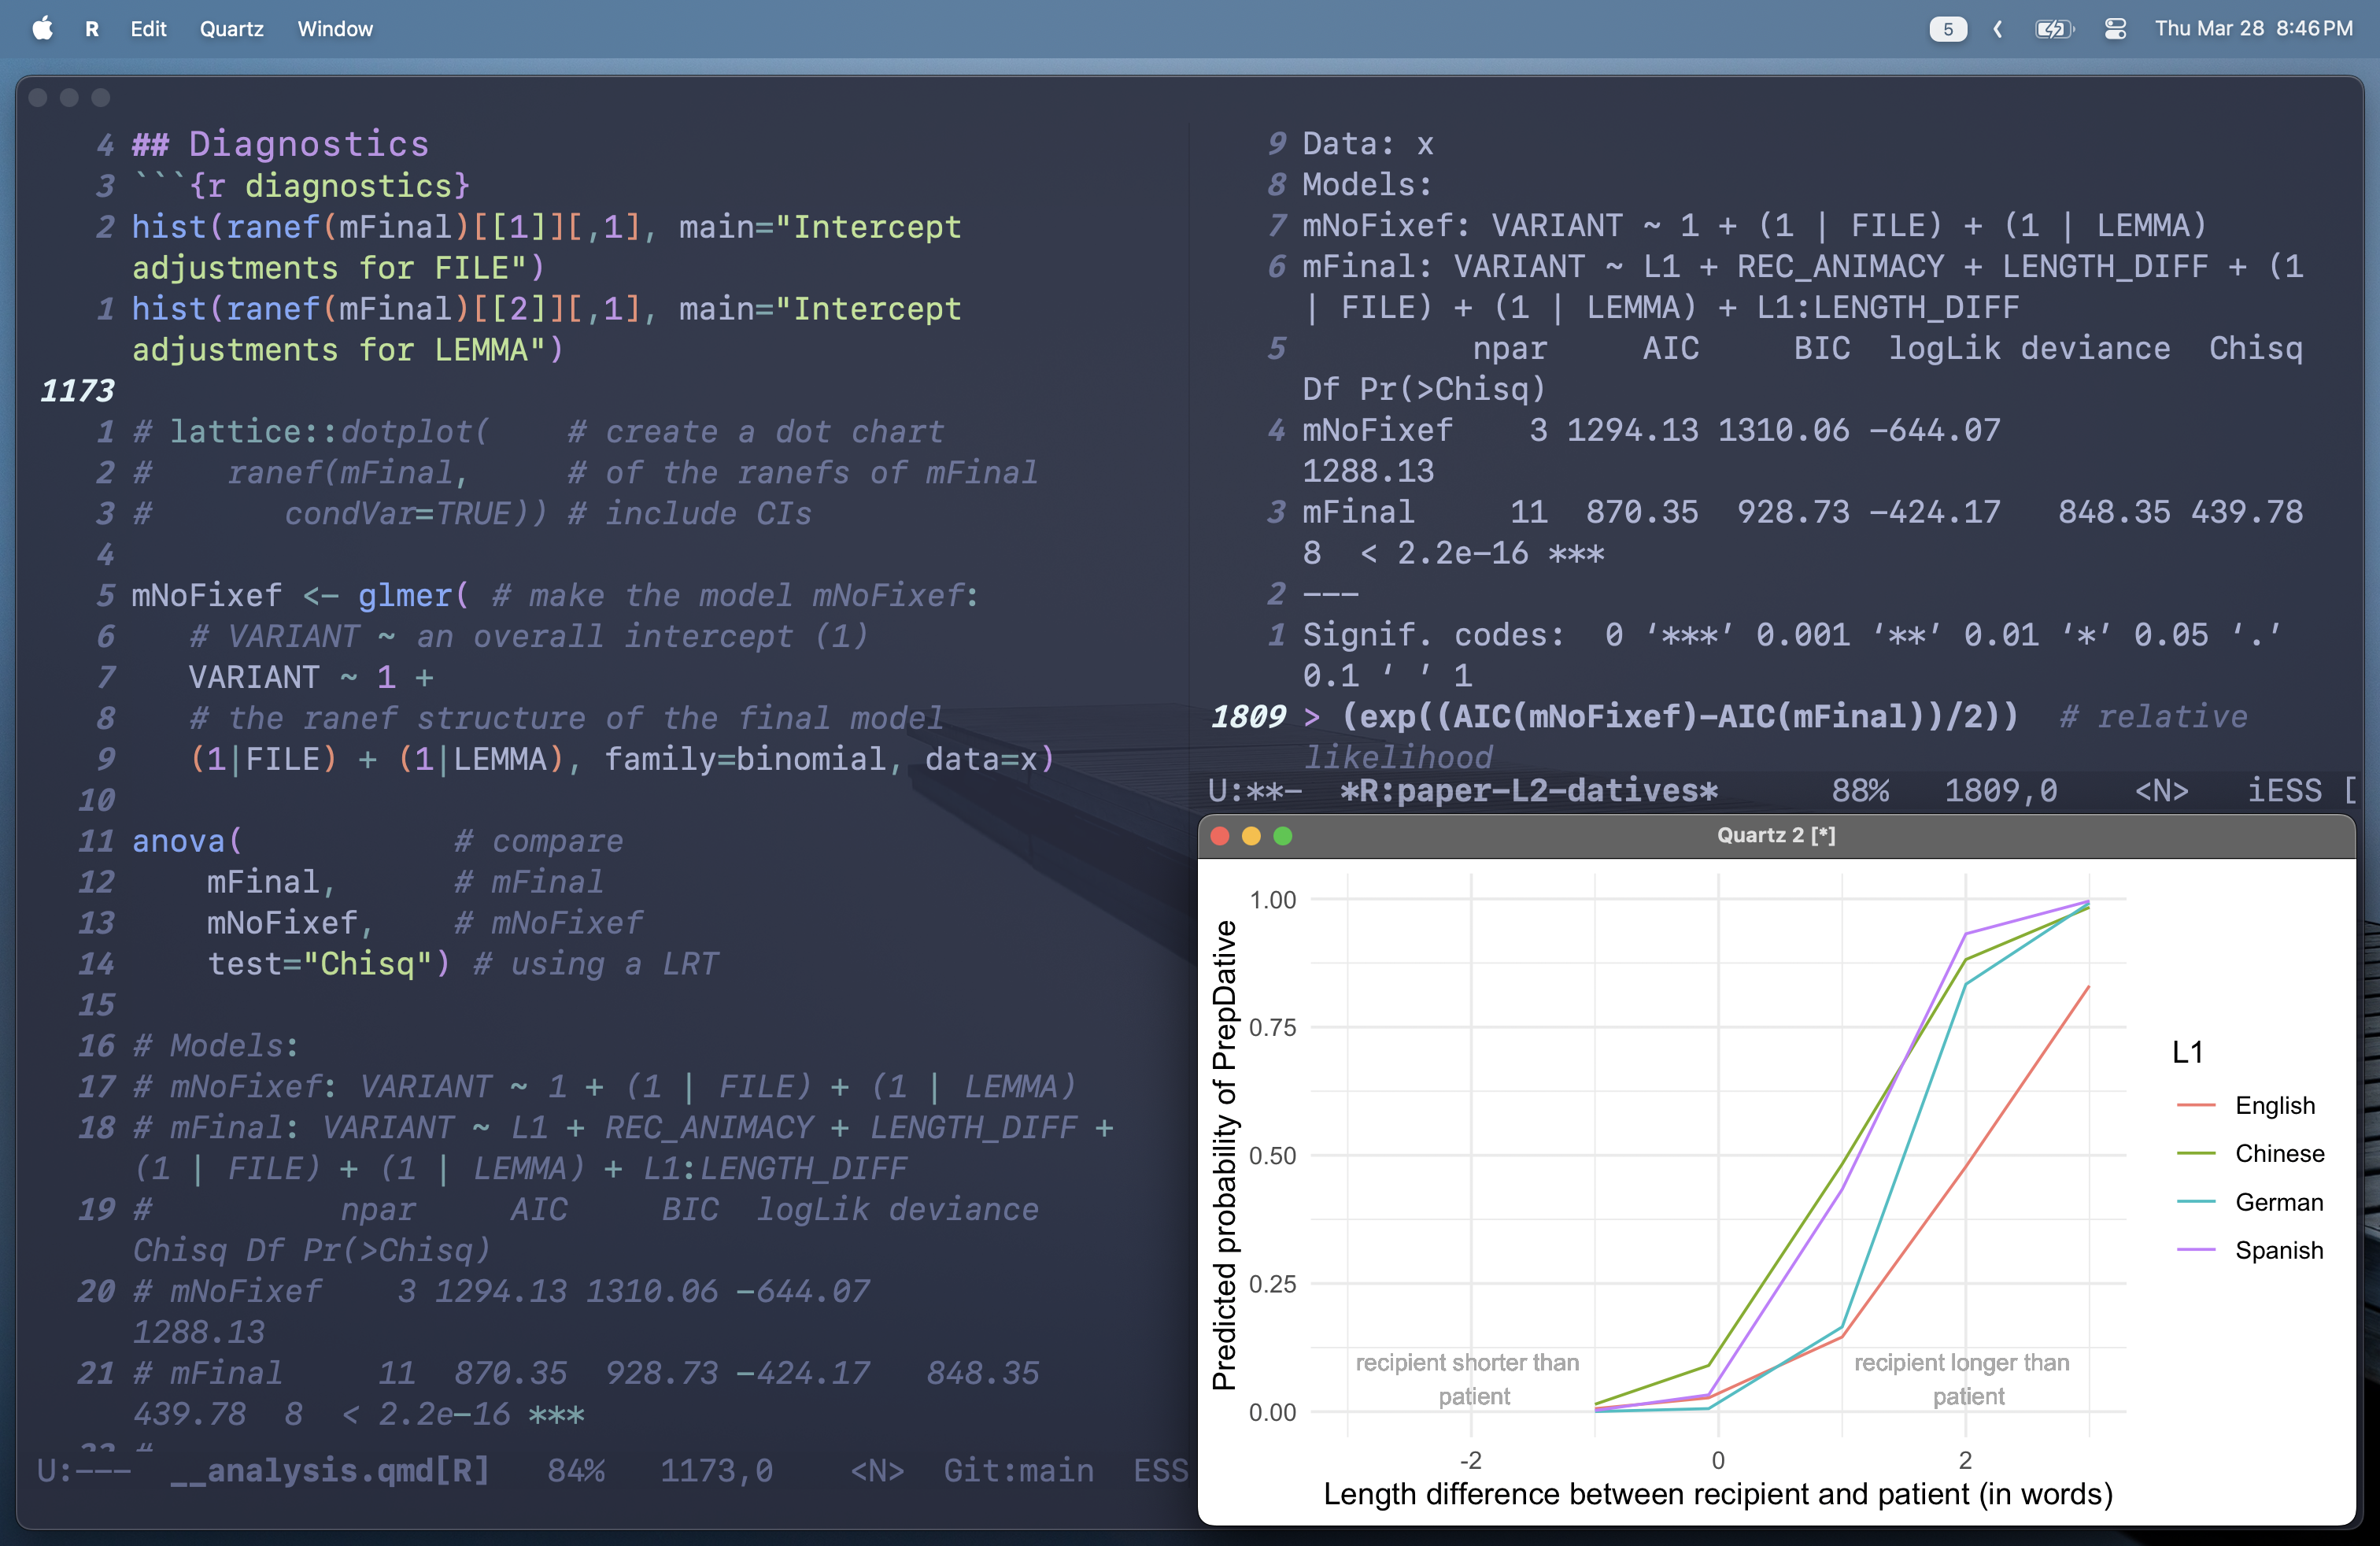 R Edit Quartz Window 5 Thu Mar 28 8:46 PM
4 ## Diagnostics
3 ```{r diagnostics}
2 hist(ranef(mFinal)[[1]][,1], main="Intercept
adjustments for FILE")
1 hist(ranef(mFinal)[[2]][,1], main="Intercept
adjustments for LEMMA")
1173
1 # lattice::dotplot(    # create a dot chart
2 #    ranef(mFinal,     # of the ranefs of mFinal
3 #       condVar=TRUE)) # include CIs
4
5 mNoFixef <- glmer( # make the model mNoFixef:
6    # VARIANT ~ an overall intercept (1)
7    VARIANT ~ 1 +
8    # the ranef structure of the final model
9    (1|FILE) + (1|LEMMA), family=binomial, data=x)
10
11 anova(           # compare
12     mFinal,      # mFinal
13     mNoFixef,    # mNoFixef
14     test="Chisq") # using a LRT
15
16 # Models:
17 # mNoFixef: VARIANT ~ 1 + (1 | FILE) + (1 | LEMMA)
18 # mFinal: VARIANT ~ L1 + REC_ANIMACY + LENGTH_DIFF +
(1 | FILE) + (1 | LEMMA) + L1:LENGTH_DIFF
19 #          npar     AIC     BIC  logLik deviance
Chisq Df Pr(>Chisq)
20 # mNoFixef    3 1294.13 1310.06 -644.07
1288.13
21 # mFinal     11  870.35  928.73 -424.17   848.35
439.78  8  < 2.2e-16 ***
22 #
U:---  __analysis.qmd[R]   84%   1173,0    <N>  Git:main  ESS
9 Data: x
8 Models:
7 mNoFixef: VARIANT ~ 1 + (1 | FILE) + (1 | LEMMA)
6 mFinal: VARIANT ~ L1 + REC_ANIMACY + LENGTH_DIFF + (1
| FILE) + (1 | LEMMA) + L1:LENGTH_DIFF
5          npar     AIC     BIC  logLik deviance  Chisq
Df Pr(>Chisq)
4 mNoFixef    3 1294.13 1310.06 -644.07
1288.13
3 mFinal     11  870.35  928.73 -424.17   848.35 439.78
8  < 2.2e-16 ***
2 ---
1 Signif. codes:  0 ‘***’ 0.001 ‘**’ 0.01 ‘*’ 0.05 ‘.’
0.1 ‘ ’ 1
1809 > (exp((AIC(mNoFixef)-AIC(mFinal))/2))  # relative
likelihood
U:**-  *R:paper-L2-datives*      88%   1809,0    <N>   iESS [
Quartz 2 [*]
Predicted probability of PrepDative
1.00
0.75
0.50
0.25
0.00
recipient shorter than
patient
recipient longer than
patient
-2 0 2
Length difference between recipient and patient (in words)
L1
English
Chinese
German
Spanish